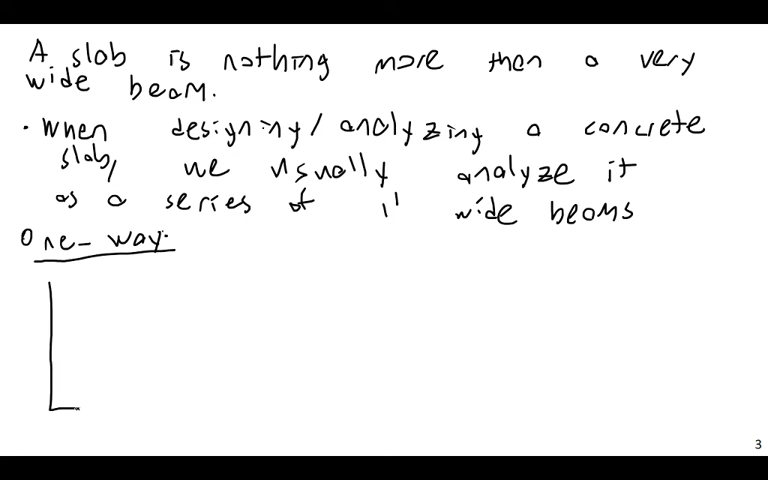 A slab is nothing more than a very
wide beam.
· When designing/analyzing a concrete
slab, we usually analyze it
as a series of 1' wide beams
One-way.
3